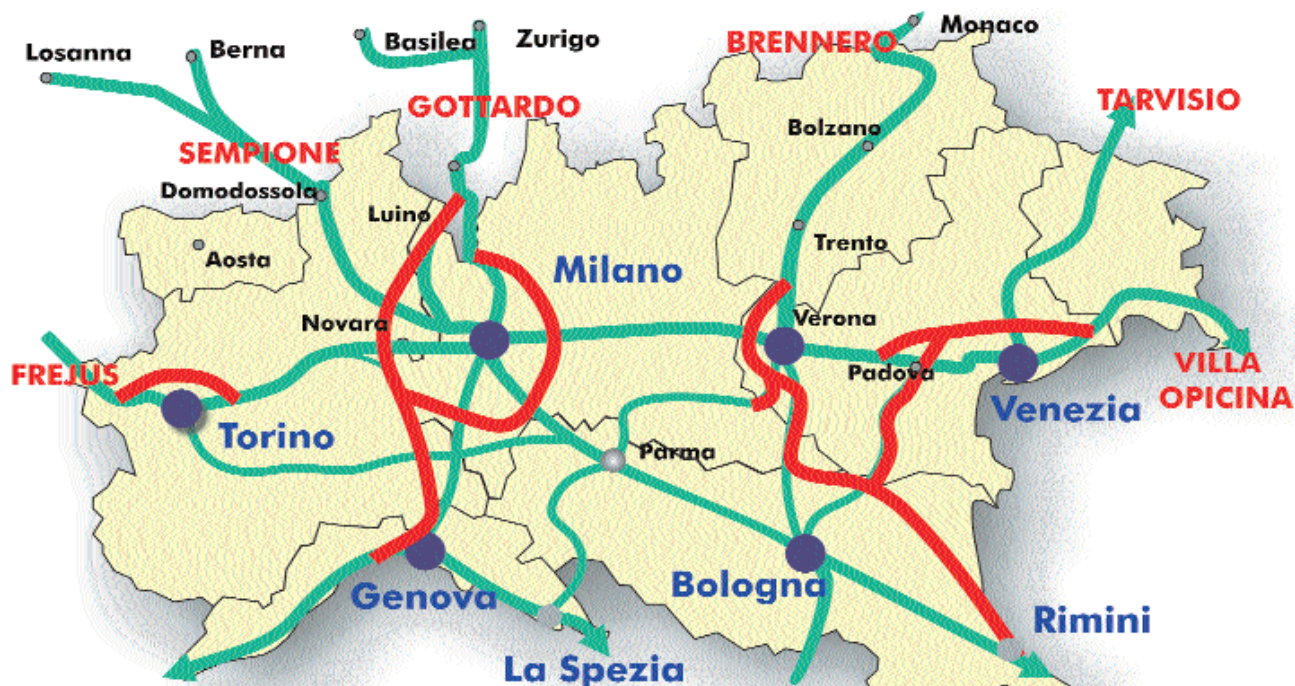 Monaco
Basilea
Zurigo
Berna
BRENNERO
Losanna
TARVISIO
GOTTARDO
Bolzano
SEMPIONE
Domodossola
Luino
Trento
Aosta
Milano
Novara
Verona
FREJUS
Padova
VILLA
OPICINA
Venezia
Torino
Parma
Bologna
Genova
Rimini
La Spezia